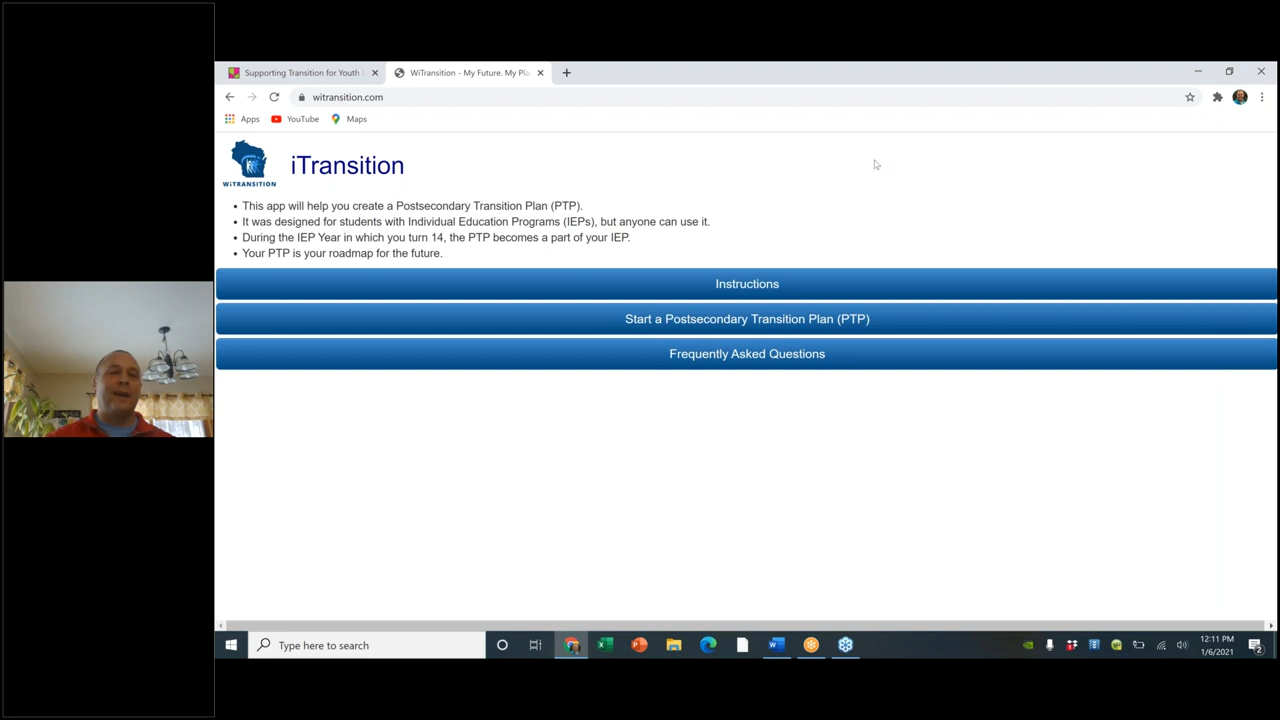 Supporting Transition for Youth
WiTransition - My Future. My Pla
witransition.com
Apps
YouTube
Maps
WiTRANSITION
iTransition
• This app will help you create a Postsecondary Transition Plan (PTP).
• It was designed for students with Individual Education Programs (IEPs), but anyone can use it.
• During the IEP Year in which you turn 14, the PTP becomes a part of your IEP.
• Your PTP is your roadmap for the future.
Instructions
Start a Postsecondary Transition Plan (PTP)
Frequently Asked Questions
Type here to search
12:11 PM
1/6/2021
2